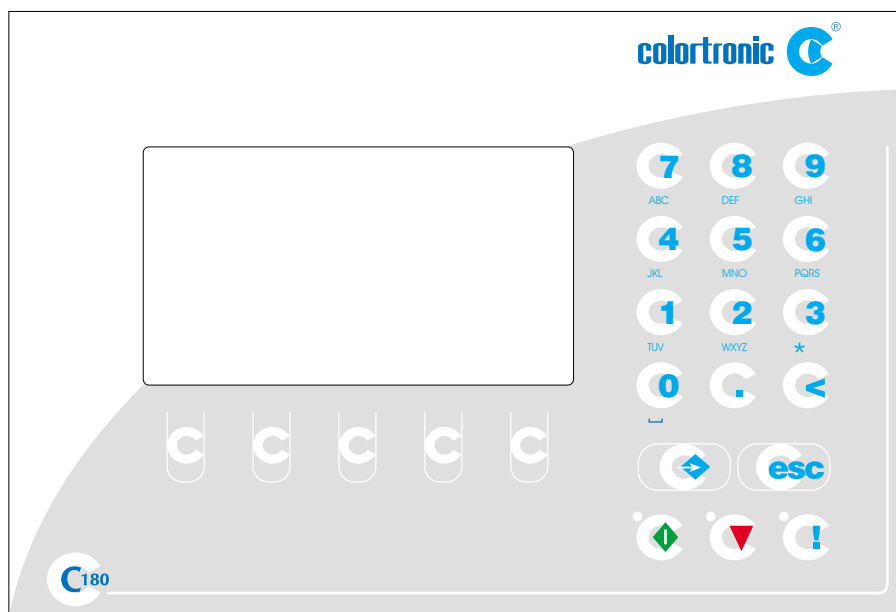 colortronic ®
7 8 9
ABC DEF GHI
4 5 6
JKL MNO PQRS
1 2 3
TUV WXYZ *
0 . <
esc
!
C180